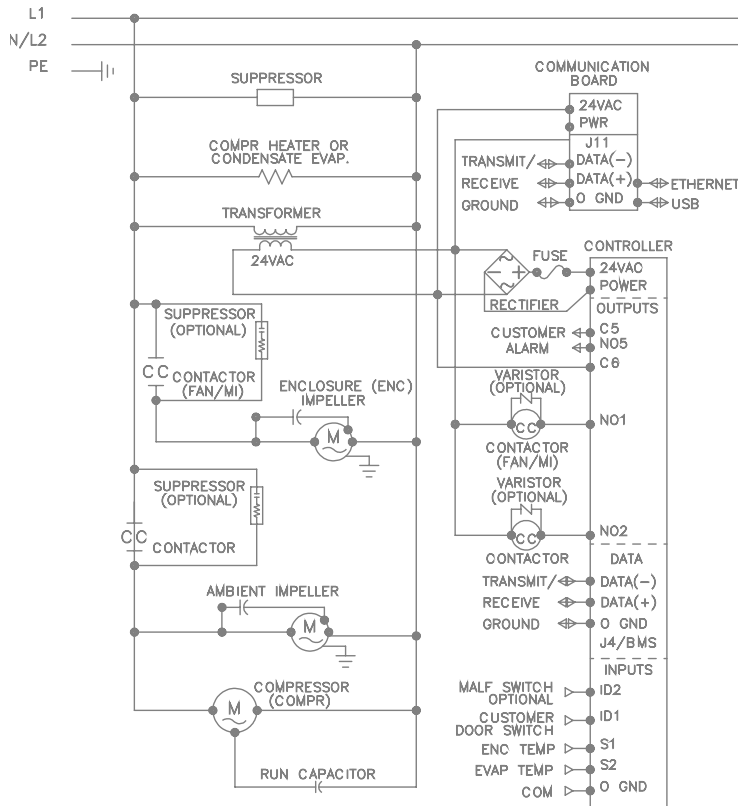 L1
N/L2
PE
SUPPRESSOR
COMPR HEATER OR
CONDENSATE EVAP.
TRANSFORMER
24VAC
SUPPRESSOR
(OPTIONAL)
CC
CONTACTOR
(FAN/MI)
ENCLOSURE (ENC)
IMPELLER
M
SUPPRESSOR
(OPTIONAL)
CC
CONTACTOR
AMBIENT IMPELLER
M
COMPRESSOR
(COMPR)
M
RUN CAPACITOR
COMMUNICATION
BOARD
24VAC
PWR
J11
TRANSMIT/ DATA(-)
RECEIVE DATA(+) ETHERNET
GROUND O GND USB
RECTIFIER
FUSE
CONTROLLER
24VAC
POWER
OUTPUTS
CUSTOMER C5
ALARM NO5
C6
VARISTOR
(OPTIONAL)
CC NO1
CONTACTOR
(FAN/MI)
VARISTOR
(OPTIONAL)
CC NO2
CONTACTOR
DATA
TRANSMIT/ DATA(-)
RECEIVE DATA(+)
GROUND O GND
J4/BMS
INPUTS
MALF SWITCH ID2
OPTIONAL
CUSTOMER ID1
DOOR SWITCH
ENC TEMP S1
EVAP TEMP S2
COM O GND